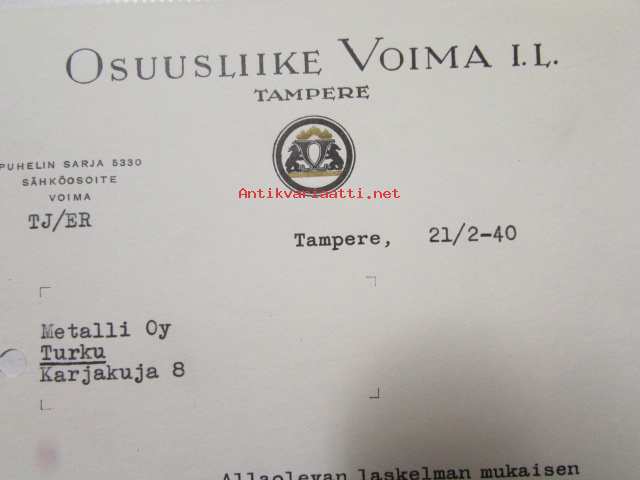 OSUUSLIIKE VOIMA I.L.
TAMPERE
PUHELIN SARJA 5330
SÄHKÖOSOITE
VOIMA
TJ/ER
Antikvariaatti.net
Tampere, 21/2-40
Metalli Oy
Turku
Karjakuja 8
Allaolevan laskelman mukaisen